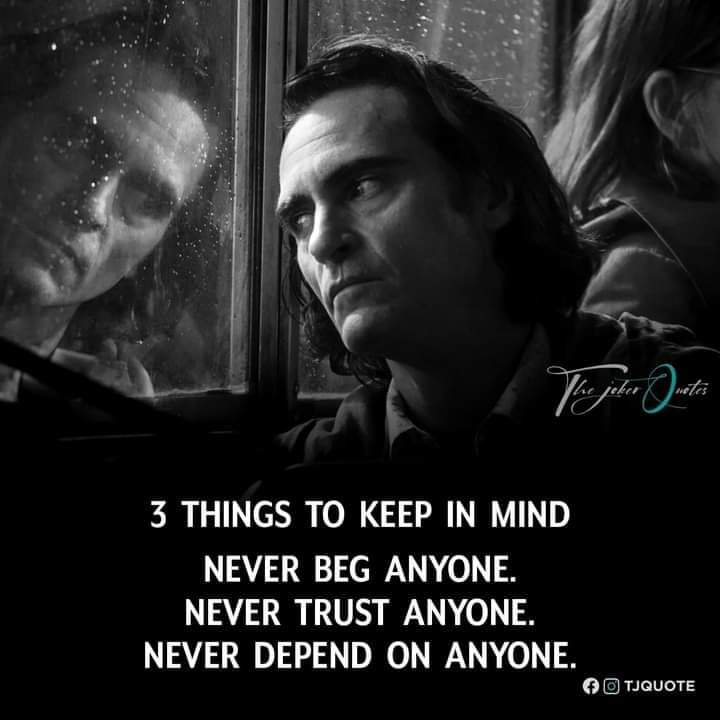 The joker Quotes
3 THINGS TO KEEP IN MIND
NEVER BEG ANYONE.
NEVER TRUST ANYONE.
NEVER DEPEND ON ANYONE.
TJQUOTE